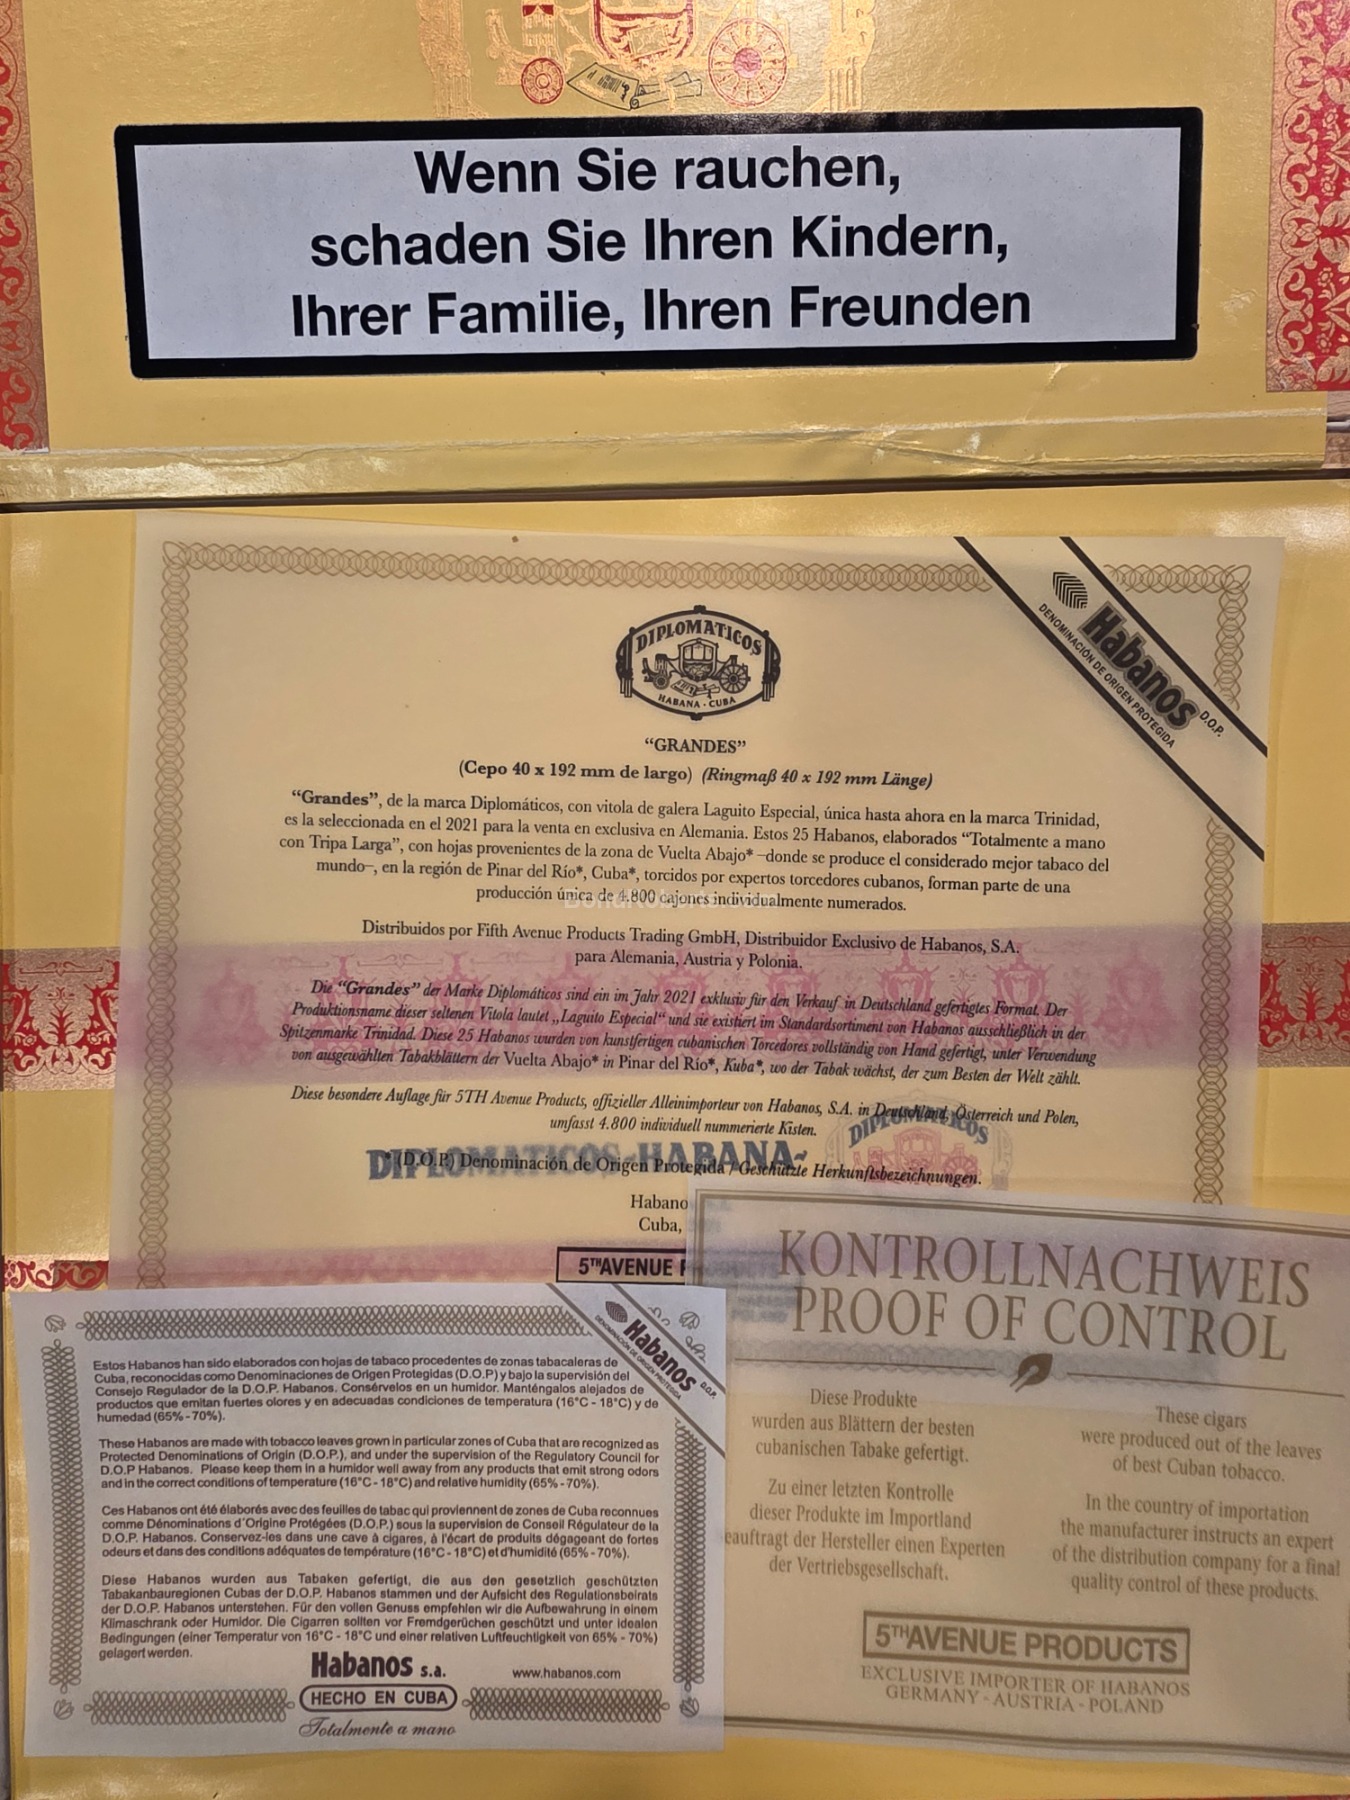 Wenn Sie rauchen,
schaden Sie Ihren Kindern,
Ihrer Familie, Ihren Freunden
DIPLOMATICOS
HABANA - CUBA
Habanos D.O.P.
DENOMINACIÓN DE ORIGEN PROTEGIDA
“GRANDES”
(Cepo 40 x 192 mm de largo) (Ringmaß 40 x 192 mm Länge)
“Grandes”, de la marca Diplomáticos, con vitola de galera Laguito Especial, única hasta ahora en la marca Trinidad,
es la seleccionada en el 2021 para la venta en exclusiva en Alemania. Estos 25 Habanos, elaborados “Totalmente a mano
con Tripa Larga”, con hojas provenientes de la zona de Vuelta Abajo* –donde se produce el considerado mejor tabaco del
mundo–, en la región de Pinar del Río*, Cuba*, torcidos por expertos torcedores cubanos, forman parte de una
producción única de 4.800 cajones individualmente numerados.
Distribuidos por Fifth Avenue Products Trading GmbH, Distribuidor Exclusivo de Habanos, S.A.
para Alemania, Austria y Polonia.
Die “Grandes” der Marke Diplomáticos sind ein im Jahr 2021 exklusiv für den Verkauf in Deutschland gefertigtes Format. Der
Produktionsname dieser seltenen Vitola lautet „Laguito Especial“ und sie existiert im Standardsortiment von Habanos ausschließlich in der
Spitzenmarke Trinidad. Diese 25 Habanos wurden von kunstfertigen cubanischen Torcedores vollständig von Hand gefertigt, unter Verwendung
von ausgewählten Tabakblättern der Vuelta Abajo* in Pinar del Río*, Kuba*, wo der Tabak wächst, der zum Besten der Welt zählt.
Diese besondere Auflage für 5TH Avenue Products, offizieller Alleinimporteur von Habanos, S.A. in Deutschland, Österreich und Polen,
umfasst 4.800 individuell nummerierte Kisten.
DIPLOMATICOS
DIPLOMATICOS-HABANA-
* (D.O.P.) Denominación de Origen Protegida / Geschützte Herkunftsbezeichnungen.
Habano
Cuba,
5THAVENUE P
KONTROLLNACHWEIS
PROOF OF CONTROL
Diese Produkte
wurden aus Blättern der besten
cubanischen Tabake gefertigt.
Zu einer letzten Kontrolle
dieser Produkte im Importland
eauftragt der Hersteller einen Experten
der Vertriebsgesellschaft.
These cigars
were produced out of the leaves
of best Cuban tobacco.
In the country of importation
the manufacturer instructs an expert
of the distribution company for a final
quality control of these products.
5THAVENUE PRODUCTS
EXCLUSIVE IMPORTER OF HABANOS
GERMANY - AUSTRIA - POLAND
Habanos D.O.P.
DENOMINACIÓN DE ORIGEN PROTEGIDA
Estos Habanos han sido elaborados con hojas de tabaco procedentes de zonas tabacaleras de
Cuba, reconocidas como Denominaciones de Origen Protegidas (D.O.P) y bajo la supervisión del
Consejo Regulador de la D.O.P. Habanos. Consérvelos en un humidor. Manténgalos alejados de
productos que emitan fuertes olores y en adecuadas condiciones de temperatura (16°C - 18°C) y de
humedad (65% - 70%).
These Habanos are made with tobacco leaves grown in particular zones of Cuba that are recognized as
Protected Denominations of Origin (D.O.P.), and under the supervision of the Regulatory Council for
D.O.P Habanos. Please keep them in a humidor well away from any products that emit strong odors
and in the correct conditions of temperature (16°C - 18°C) and relative humidity (65% - 70%).
Ces Habanos ont été élaborés avec des feuilles de tabac qui proviennent de zones de Cuba reconnues
comme Dénominations d'Origine Protégées (D.O.P.) sous la supervision de Conseil Régulateur de la
D.O.P. Habanos. Conservez-les dans une cave à cigares, à l'écart de produits dégageant de fortes
odeurs et dans des conditions adéquates de température (16°C - 18°C) et d'humidité (65% - 70%).
Diese Habanos wurden aus Tabaken gefertigt, die aus den gesetzlich geschützten
Tabakanbauregionen Cubas der D.O.P. Habanos stammen und der Aufsicht des Regulationsbeirats
der D.O.P. Habanos unterstehen. Für den vollen Genuss empfehlen wir die Aufbewahrung in einem
Klimaschrank oder Humidor. Die Cigarren sollten vor Fremdgerüchen geschützt und unter idealen
Bedingungen (einer Temperatur von 16°C - 18°C und einer relativen Luftfeuchtigkeit von 65% - 70%)
gelagert werden.
Habanos s.a.
www.habanos.com
HECHO EN CUBA
Totalmente a mano